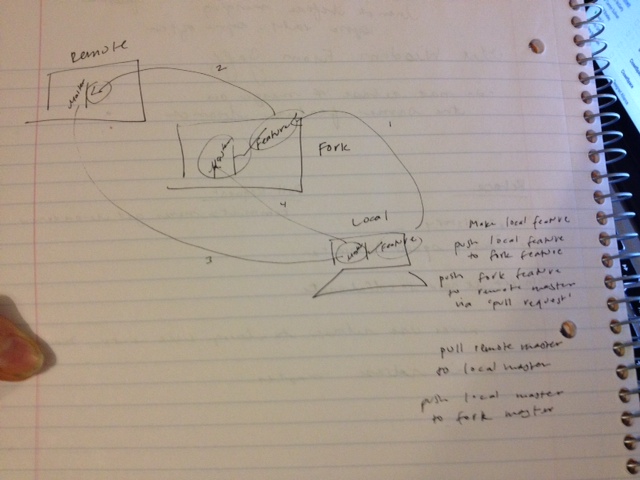 Remote
2
master
1
Feature
master
Fork
4
Local
master
Feature
3
Make local feature
push local feature
to fork feature
push fork feature
to remote master
via "pull request"
pull remote master
to local master
push local master
to fork master